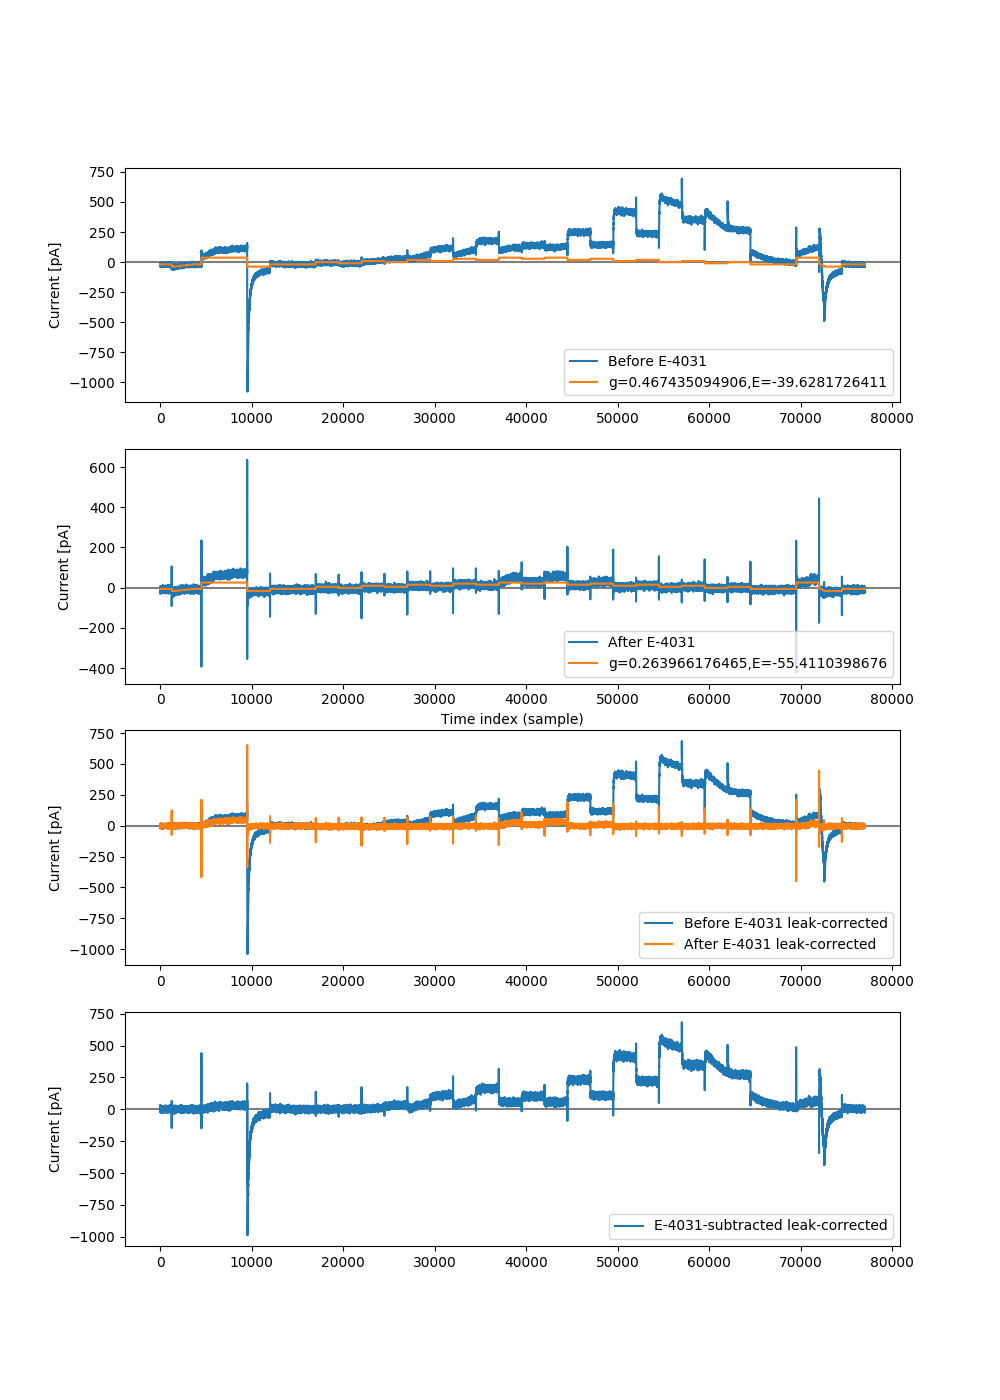 750
500
250
0
−250
−500
−750
−1000
Current [pA]
Before E-4031
g=0.467435094906,E=-39.6281726411
0 10000 20000 30000 40000 50000 60000 70000 80000
600
400
200
0
−200
−400
Current [pA]
After E-4031
g=0.263966176465,E=-55.4110398676
0 10000 20000 30000 40000 50000 60000 70000 80000
Time index (sample)
750
500
250
0
−250
−500
−750
−1000
Current [pA]
Before E-4031 leak-corrected
After E-4031 leak-corrected
0 10000 20000 30000 40000 50000 60000 70000 80000
750
500
250
0
−250
−500
−750
−1000
Current [pA]
E-4031-subtracted leak-corrected
0 10000 20000 30000 40000 50000 60000 70000 80000